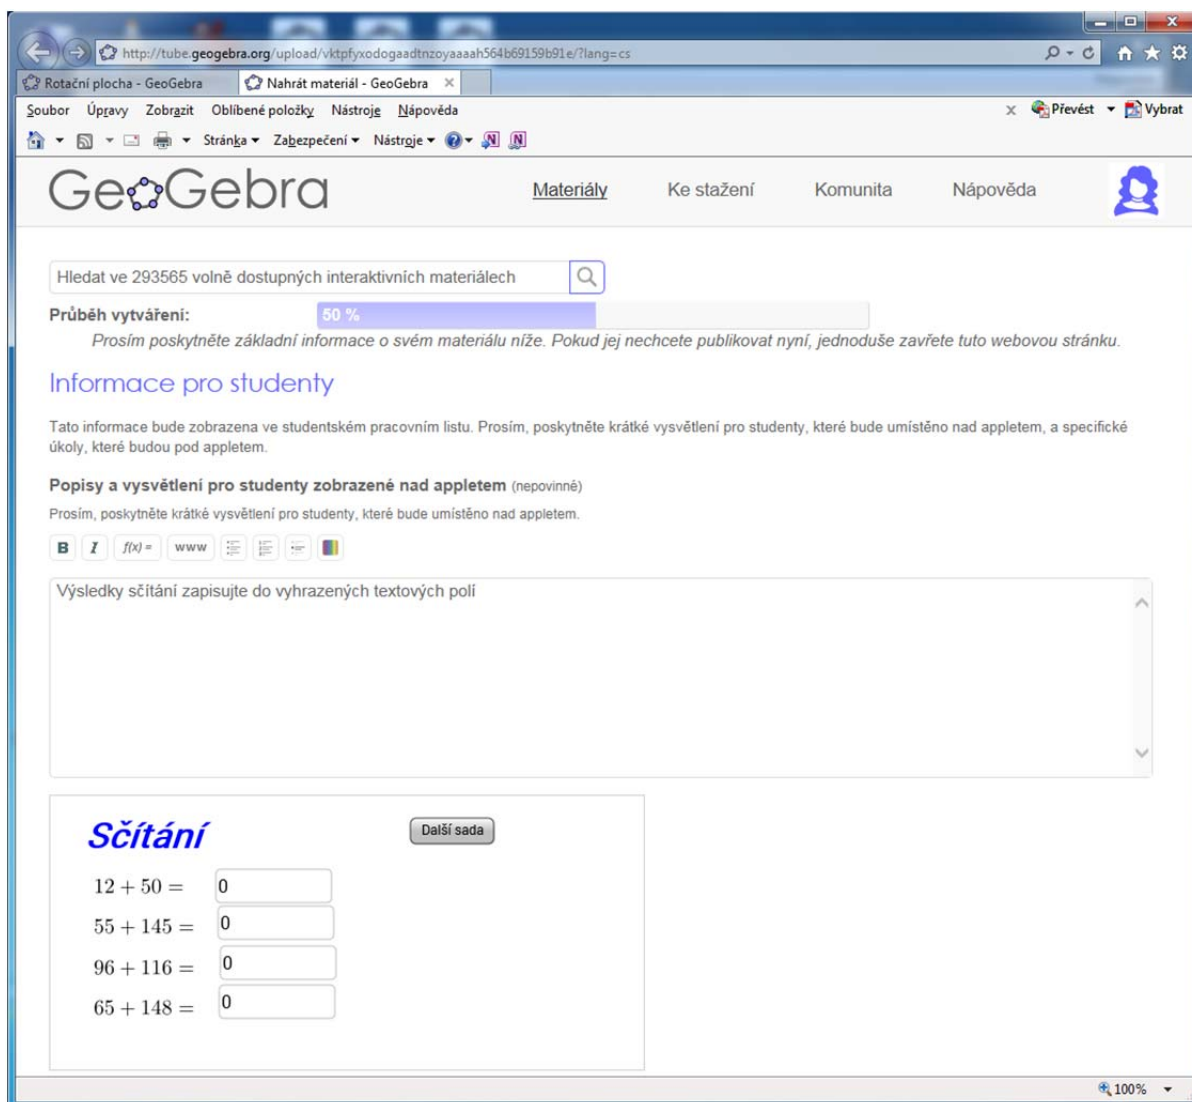 http://tube.geogebra.org/upload/vktpfyxodogaadtnzoyaaaah564b69159b91e/?lang=cs
Rotační plocha - GeoGebra
Nahrát materiál - GeoGebra
Soubor Úpravy Zobrazit Oblíbené položky Nástroje Nápověda
Převést Vybrat
Stránka Zabezpečení Nástroje
GeoGebra
Materiály Ke stažení Komunita Nápověda
Hledat ve 293565 volně dostupných interaktivních materiálech
Průběh vytváření: 50 %
Prosím poskytněte základní informace o svém materiálu níže. Pokud jej nechcete publikovat nyní, jednoduše zavřete tuto webovou stránku.
Informace pro studenty
Tato informace bude zobrazena ve studentském pracovním listu. Prosím, poskytněte krátké vysvětlení pro studenty, které bude umístěno nad appletem, a specifické
úkoly, které budou pod appletem.
Popisy a vysvětlení pro studenty zobrazené nad appletem (nepovinné)
Prosím, poskytněte krátké vysvětlení pro studenty, které bude umístěno nad appletem.
B I f(x) = www
Výsledky sčítání zapisujte do vyhrazených textových polí
Sčítání
Další sada
12 + 50 = 0
55 + 145 = 0
96 + 116 = 0
65 + 148 = 0
100%